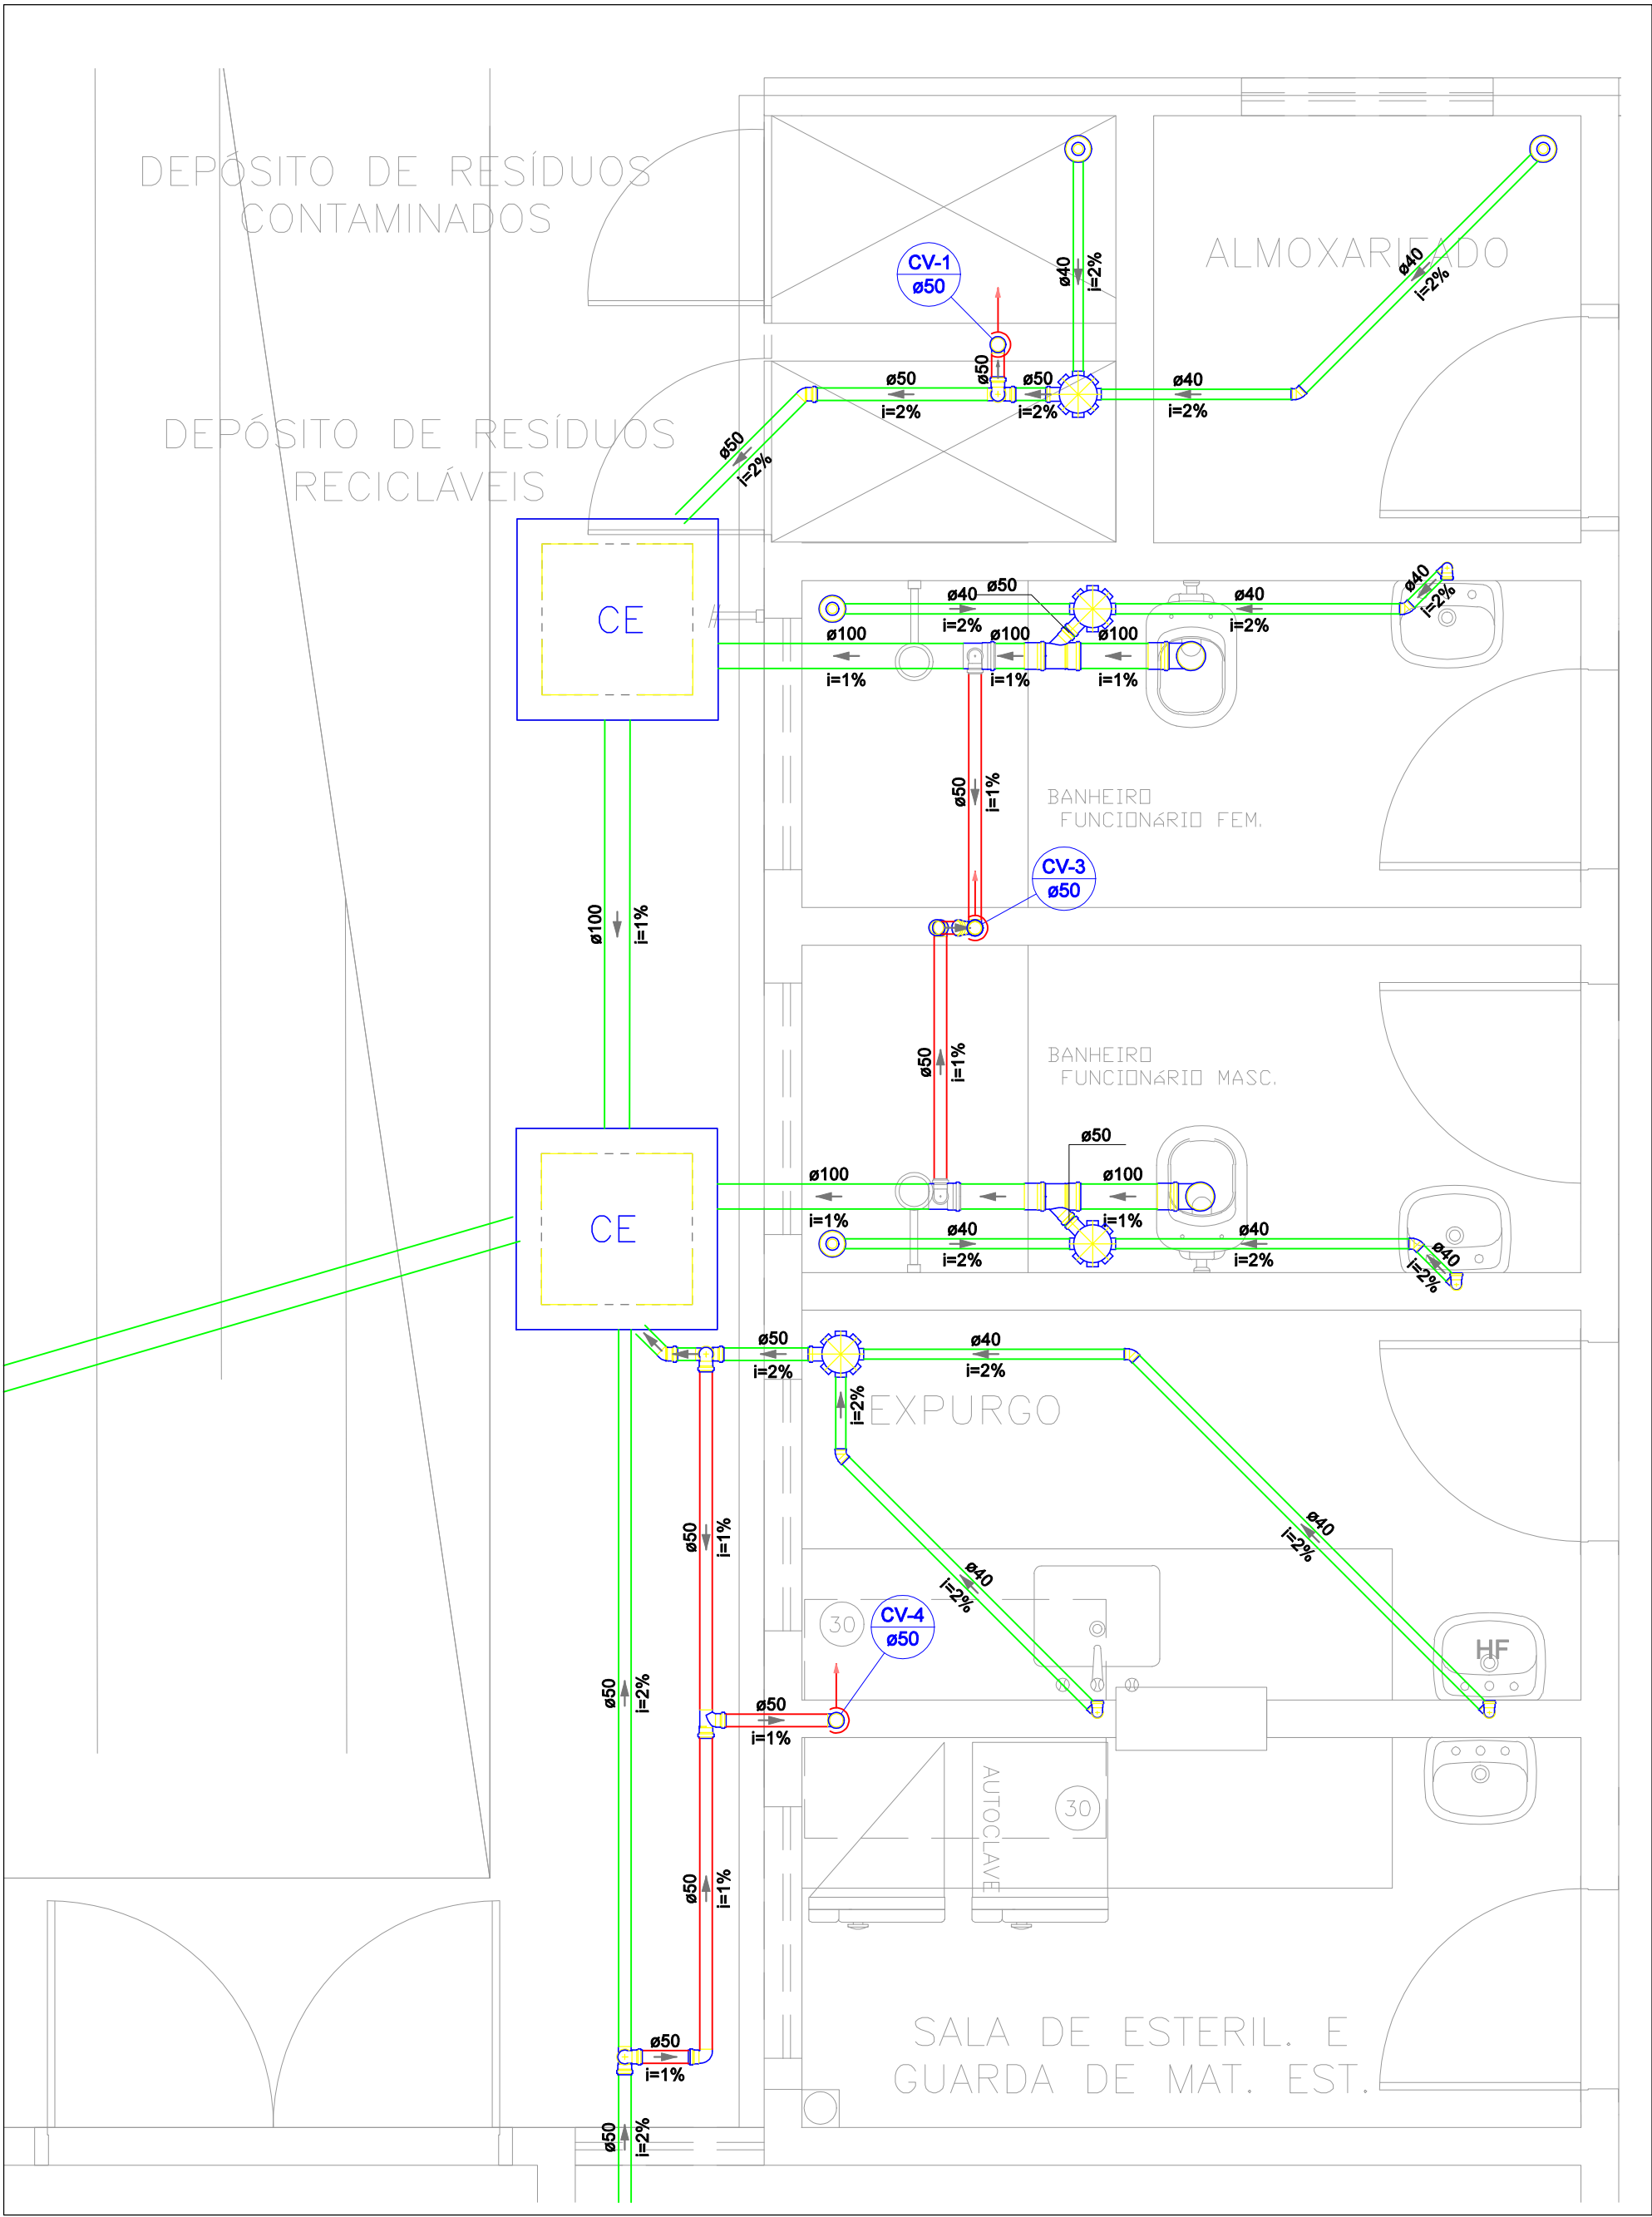 DEPÓSITO DE RESÍDUOS
CONTAMINADOS
ALMOXARIFADO
CV-1
ø50
ø40
i=2%
ø40
i=2%
ø50
ø50
i=2%
ø50
i=2%
ø40
i=2%
DEPÓSITO DE RESÍDUOS
RECICLÁVEIS
ø50
i=2%
CE
ø40
i=2%
ø50
ø40
i=2%
ø40
i=2%
ø100
i=1%
ø100
i=1%
ø100
i=1%
ø50
i=1%
BANHEIRO
FUNCIONáRIO FEM.
CV-3
ø50
ø100
i=1%
ø50
i=1%
BANHEIRO
FUNCIONáRIO MASC.
ø50
ø100
i=1%
ø100
i=1%
CE
ø40
i=2%
ø40
i=2%
ø40
i=2%
ø50
i=2%
ø40
i=2%
i=2%
EXPURGO
ø50
i=1%
ø40
i=2%
ø40
i=2%
30
CV-4
ø50
HF
ø50
i=2%
ø50
i=1%
AUTOCLAVE
30
ø50
i=1%
SALA DE ESTERIL. E
GUARDA DE MAT. EST.
ø50
i=1%
ø50
i=2%